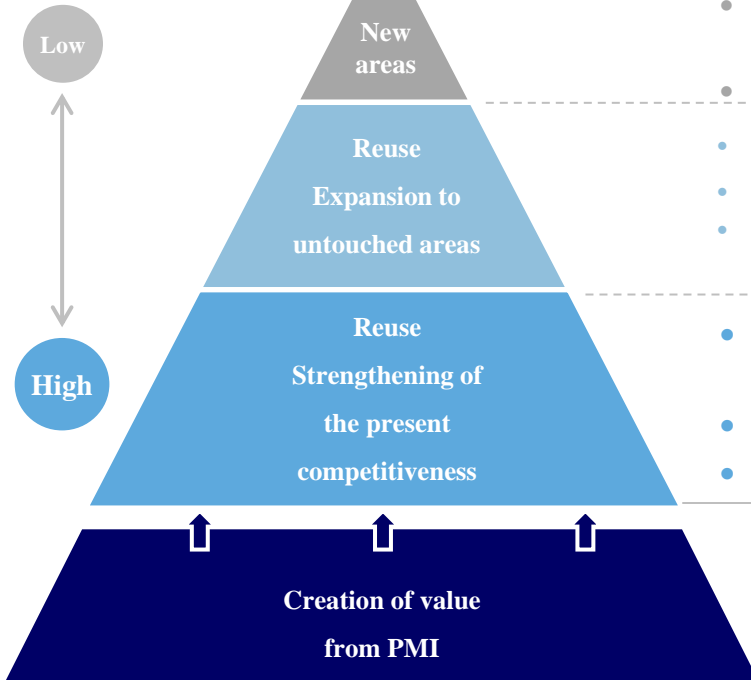 Low
New
areas
Reuse
Expansion to
untouched areas
High
Reuse
Strengthening of
the present
competitiveness
Creation of value
from PMI